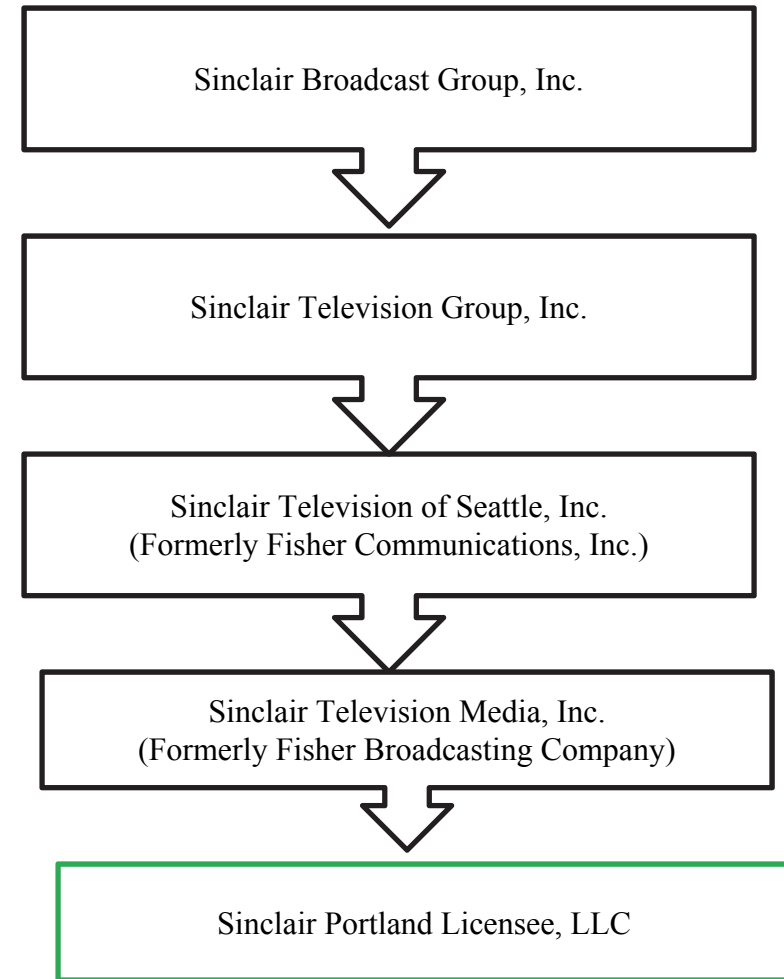 Sinclair Broadcast Group, Inc.
Sinclair Television Group, Inc.
Sinclair Television of Seattle, Inc.
(Formerly Fisher Communications, Inc.)
Sinclair Television Media, Inc.
(Formerly Fisher Broadcasting Company)
Sinclair Portland Licensee, LLC